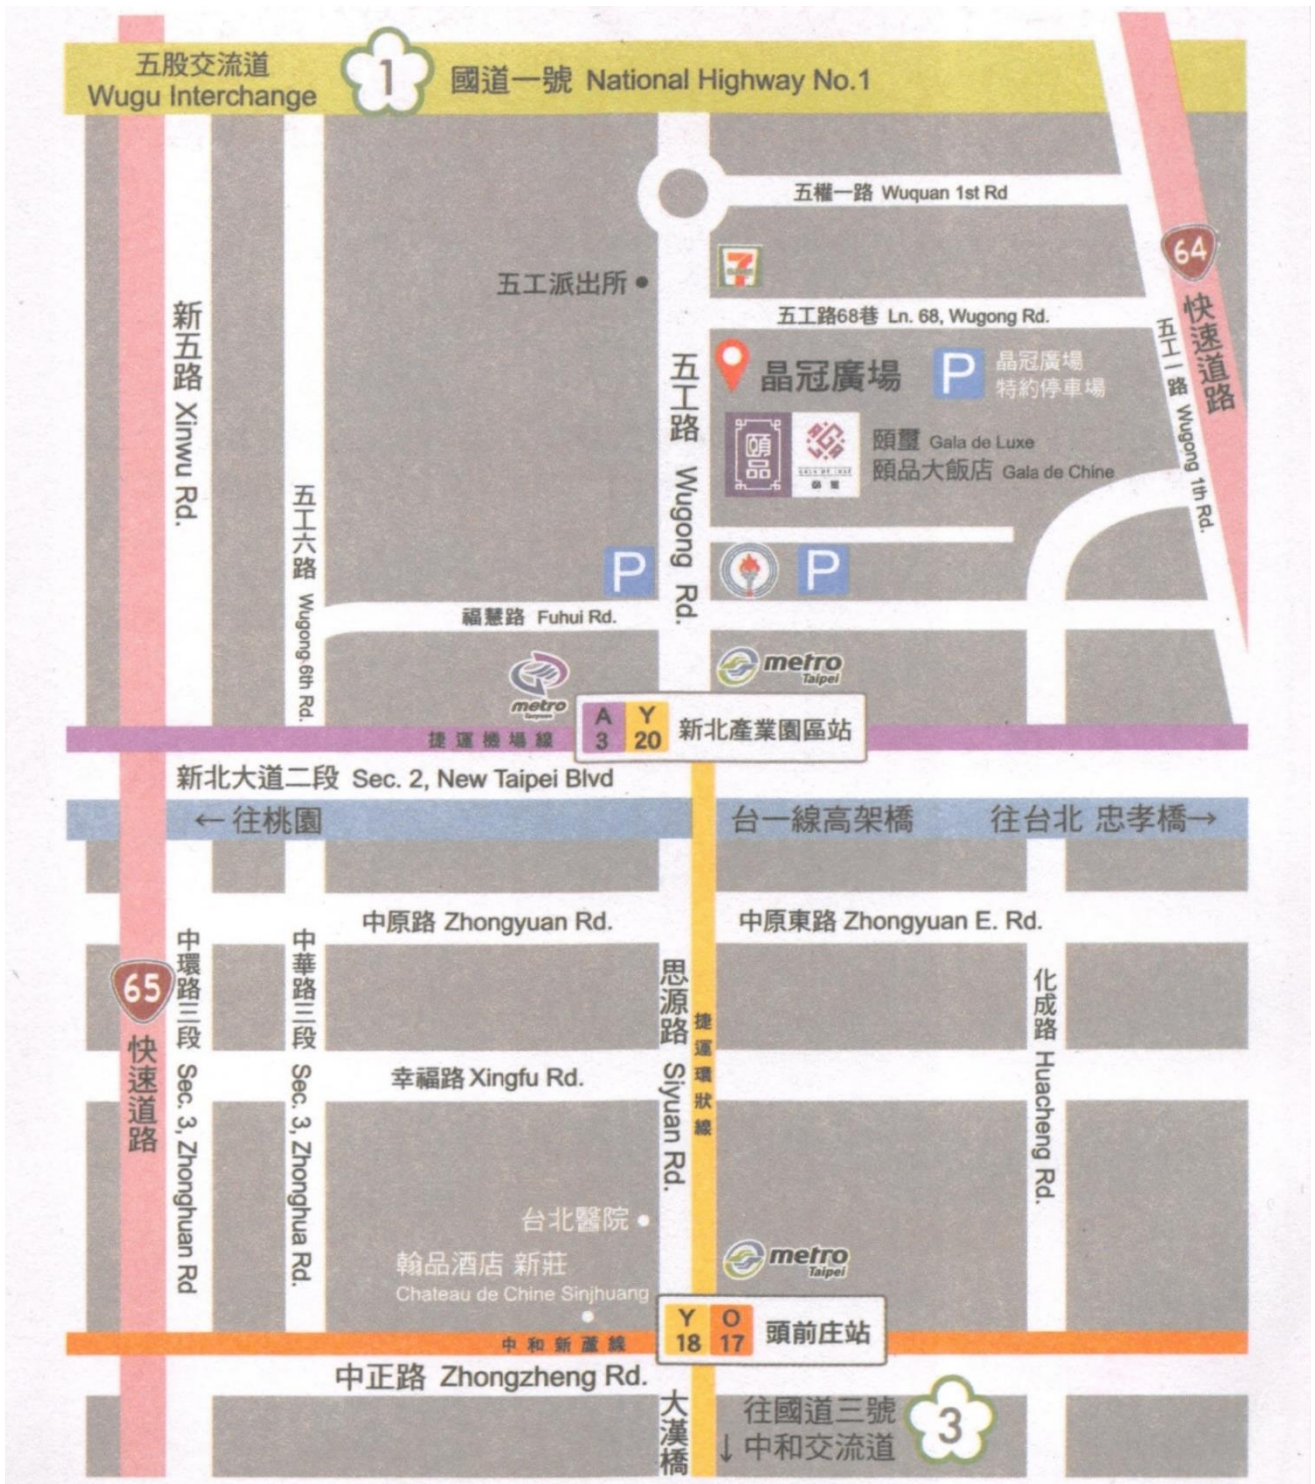 五股交流道
Wugu Interchange
1
國道一號 National Highway No.1
五權一路 Wuquan 1st Rd
64
快速道路
7
五工派出所
五工路68巷 Ln. 68, Wugong Rd.
新五路 Xinwu Rd.
五工路 Wugong Rd.
五工一路 Wugong 1th Rd.
晶冠廣場
P
晶冠廣場
特約停車場
頤品
GALA DE LUXE
頤璽
頤璽 Gala de Luxe
頤品大飯店 Gala de Chine
五工六路 Wugong 6th Rd.
P
P
福慧路 Fuhui Rd.
metro
Taoyuan
metro
Taipei
A
3
Y
20
新北產業園區站
捷運機場線
新北大道二段 Sec. 2, New Taipei Blvd
←往桃園
台一線高架橋
往台北 忠孝橋→
中原路 Zhongyuan Rd.
中原東路 Zhongyuan E. Rd.
65
快速道路
中環路三段 Sec. 3, Zhonghuan Rd
中華路三段 Sec. 3, Zhonghua Rd.
思源路 Siyuan Rd.
捷運環狀線
化成路 Huacheng Rd.
幸福路 Xingfu Rd.
台北醫院
翰品酒店 新莊
Chateau de Chine Sinjhuang
metro
Taipei
Y
18
O
17
頭前庄站
中和新蘆線
中正路 Zhongzheng Rd.
大漢橋
往國道三號
↓中和交流道
3